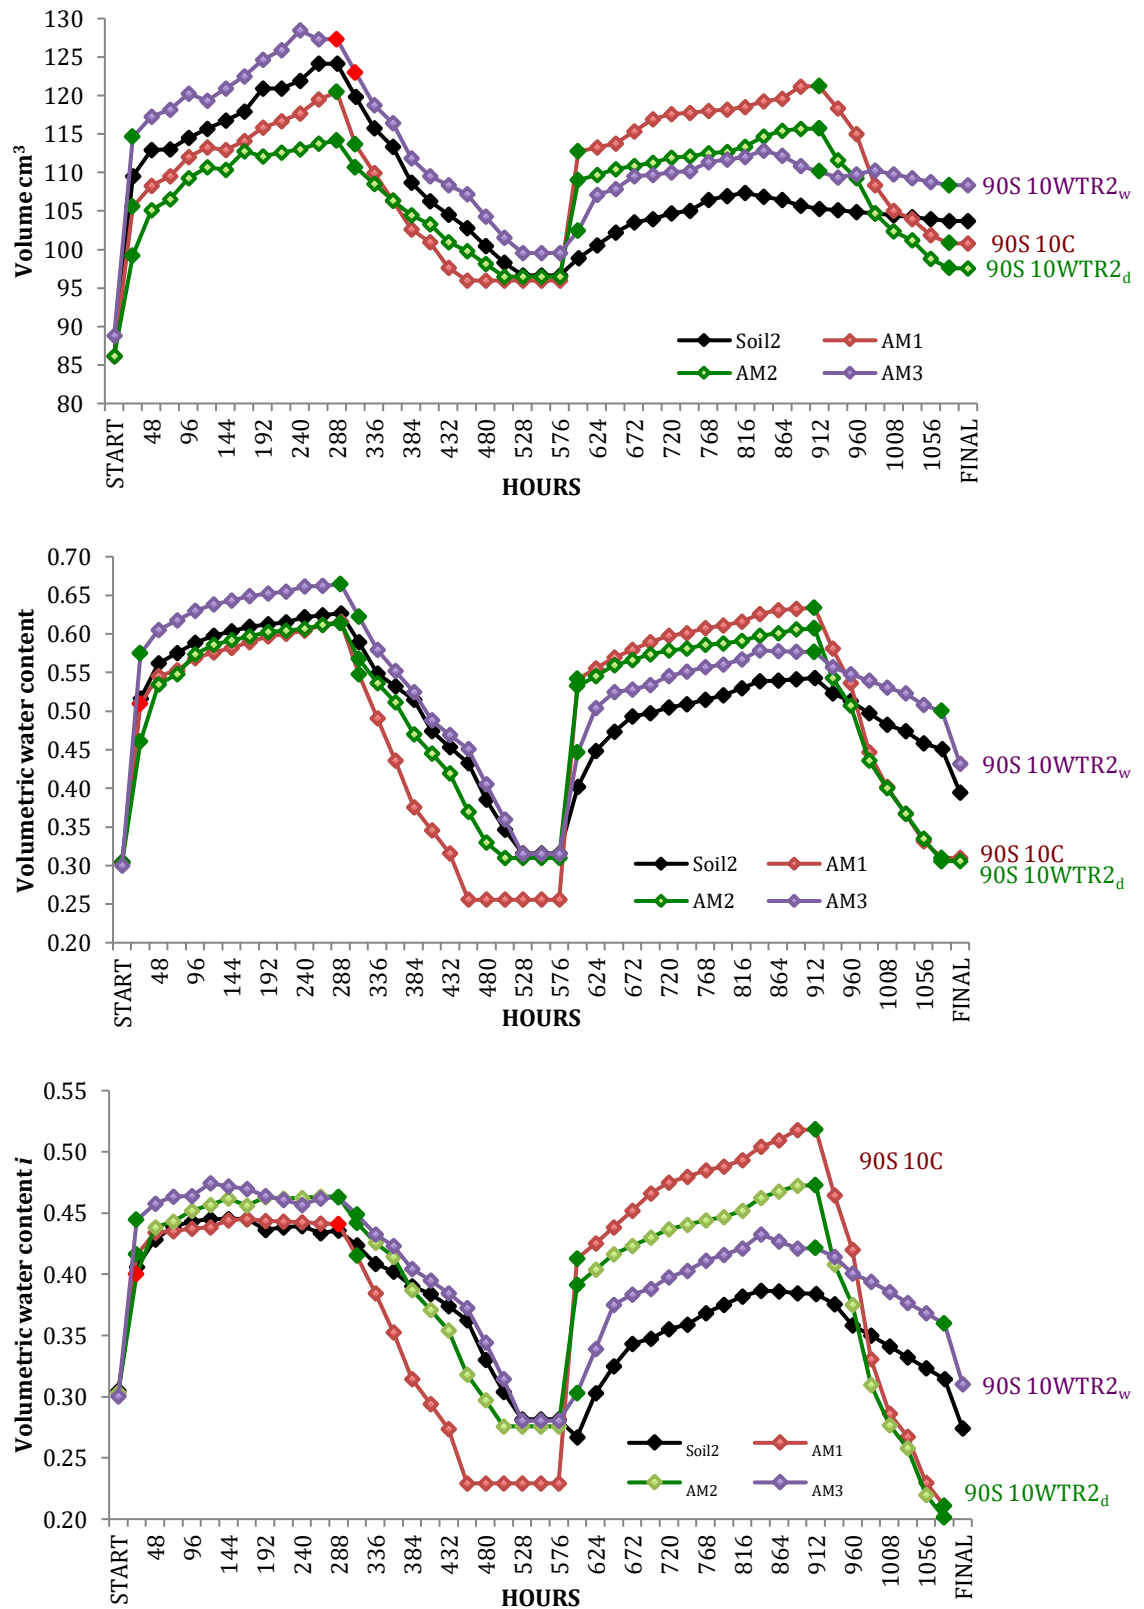 130
125
120
115
110
105
100
95
90
85
80
Volume cm³
START
48
96
144
192
240
288
336
384
432
480
528
576
624
672
720
768
816
864
912
960
1008
1056
FINAL
HOURS
Soil2
AM1
AM2
AM3
90S 10WTR2w
90S 10C
90S 10WTR2d
0.70
0.65
0.60
0.55
0.50
0.45
0.40
0.35
0.30
0.25
0.20
Volumetric water content
START
48
96
144
192
240
288
336
384
432
480
528
576
624
672
720
768
816
864
912
960
1008
1056
FINAL
HOURS
Soil2
AM1
AM2
AM3
90S 10WTR2w
90S 10C
90S 10WTR2d
0.55
0.50
0.45
0.40
0.35
0.30
0.25
0.20
Volumetric water content i
START
48
96
144
192
240
288
336
384
432
480
528
576
624
672
720
768
816
864
912
960
1008
1056
FINAL
HOURS
Soil2
AM1
AM2
AM3
90S 10C
90S 10WTR2w
90S 10WTR2d